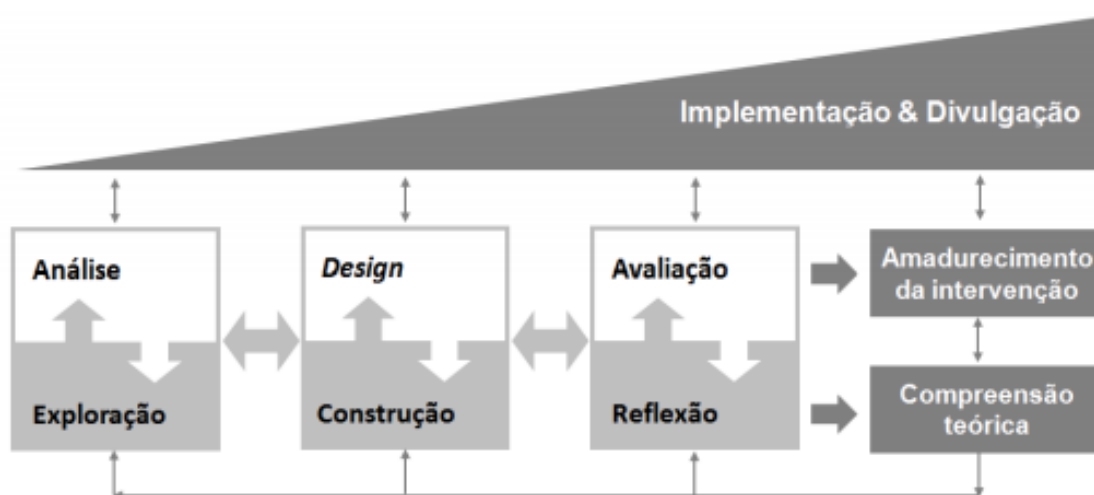 Implementação & Divulgação
Análise
Exploração
Design
Construção
Avaliação
Reflexão
Amadurecimento
da intervenção
Compreensão
teórica